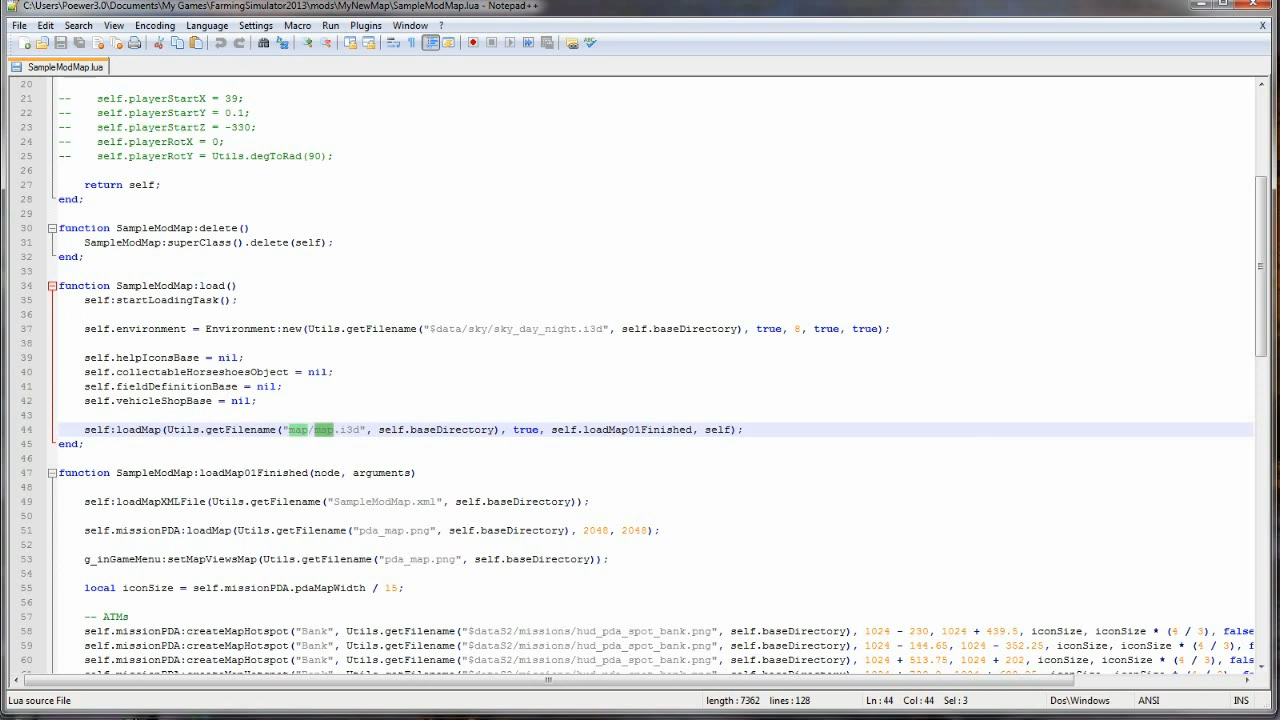 C:\Users\Power3.0\Documents\My Games\FarmingSimulator2013\mods\MyNewMap\SampleModMap.lua - Notepad++
File Edit Search View Encoding Language Settings Macro Run Plugins Window ? X
SampleModMap.lua
20
21 --    self.playerStartX = 39;
22 --    self.playerStartY = 0.1;
23 --    self.playerStartZ = -330;
24 --    self.playerRotX = 0;
25 --    self.playerRotY = Utils.degToRad(90);
26
27     return self;
28 end;
29
30 function SampleModMap:delete()
31     SampleModMap:superClass().delete(self);
32 end;
33
34 function SampleModMap:load()
35     self:startLoadingTask();
36
37     self.environment = Environment:new(Utils.getFilename("$data/sky/sky_day_night.i3d", self.baseDirectory), true, 8, true, true);
38
39     self.helpIconsBase = nil;
40     self.collectableHorseshoesObject = nil;
41     self.fieldDefinitionBase = nil;
42     self.vehicleShopBase = nil;
43
44     self:loadMap(Utils.getFilename("map/map.i3d", self.baseDirectory), true, self.loadMap01Finished, self);
45 end;
46
47 function SampleModMap:loadMap01Finished(node, arguments)
48
49     self:loadMapXMLFile(Utils.getFilename("SampleModMap.xml", self.baseDirectory));
50
51     self.missionPDA:loadMap(Utils.getFilename("pda_map.png", self.baseDirectory), 2048, 2048);
52
53     g_inGameMenu:setMapViewsMap(Utils.getFilename("pda_map.png", self.baseDirectory));
54
55     local iconSize = self.missionPDA.pdaMapWidth / 15;
56
57     -- ATMs
58     self.missionPDA:createMapHotspot("Bank", Utils.getFilename("$dataS2/missions/hud_pda_spot_bank.png", self.baseDirectory), 1024 - 230, 1024 + 439.5, iconSize, iconSize * (4 / 3), false
59     self.missionPDA:createMapHotspot("Bank", Utils.getFilename("$dataS2/missions/hud_pda_spot_bank.png", self.baseDirectory), 1024 - 144.65, 1024 - 352.25, iconSize, iconSize * (4 / 3), f
60     self.missionPDA:createMapHotspot("Bank", Utils.getFilename("$dataS2/missions/hud_pda_spot_bank.png", self.baseDirectory), 1024 + 513.75, 1024 + 202, iconSize, iconSize * (4 / 3), false
Lua source File length : 7362 lines : 128 Ln : 44 Col : 44 Sel : 3 Dos\Windows ANSI INS